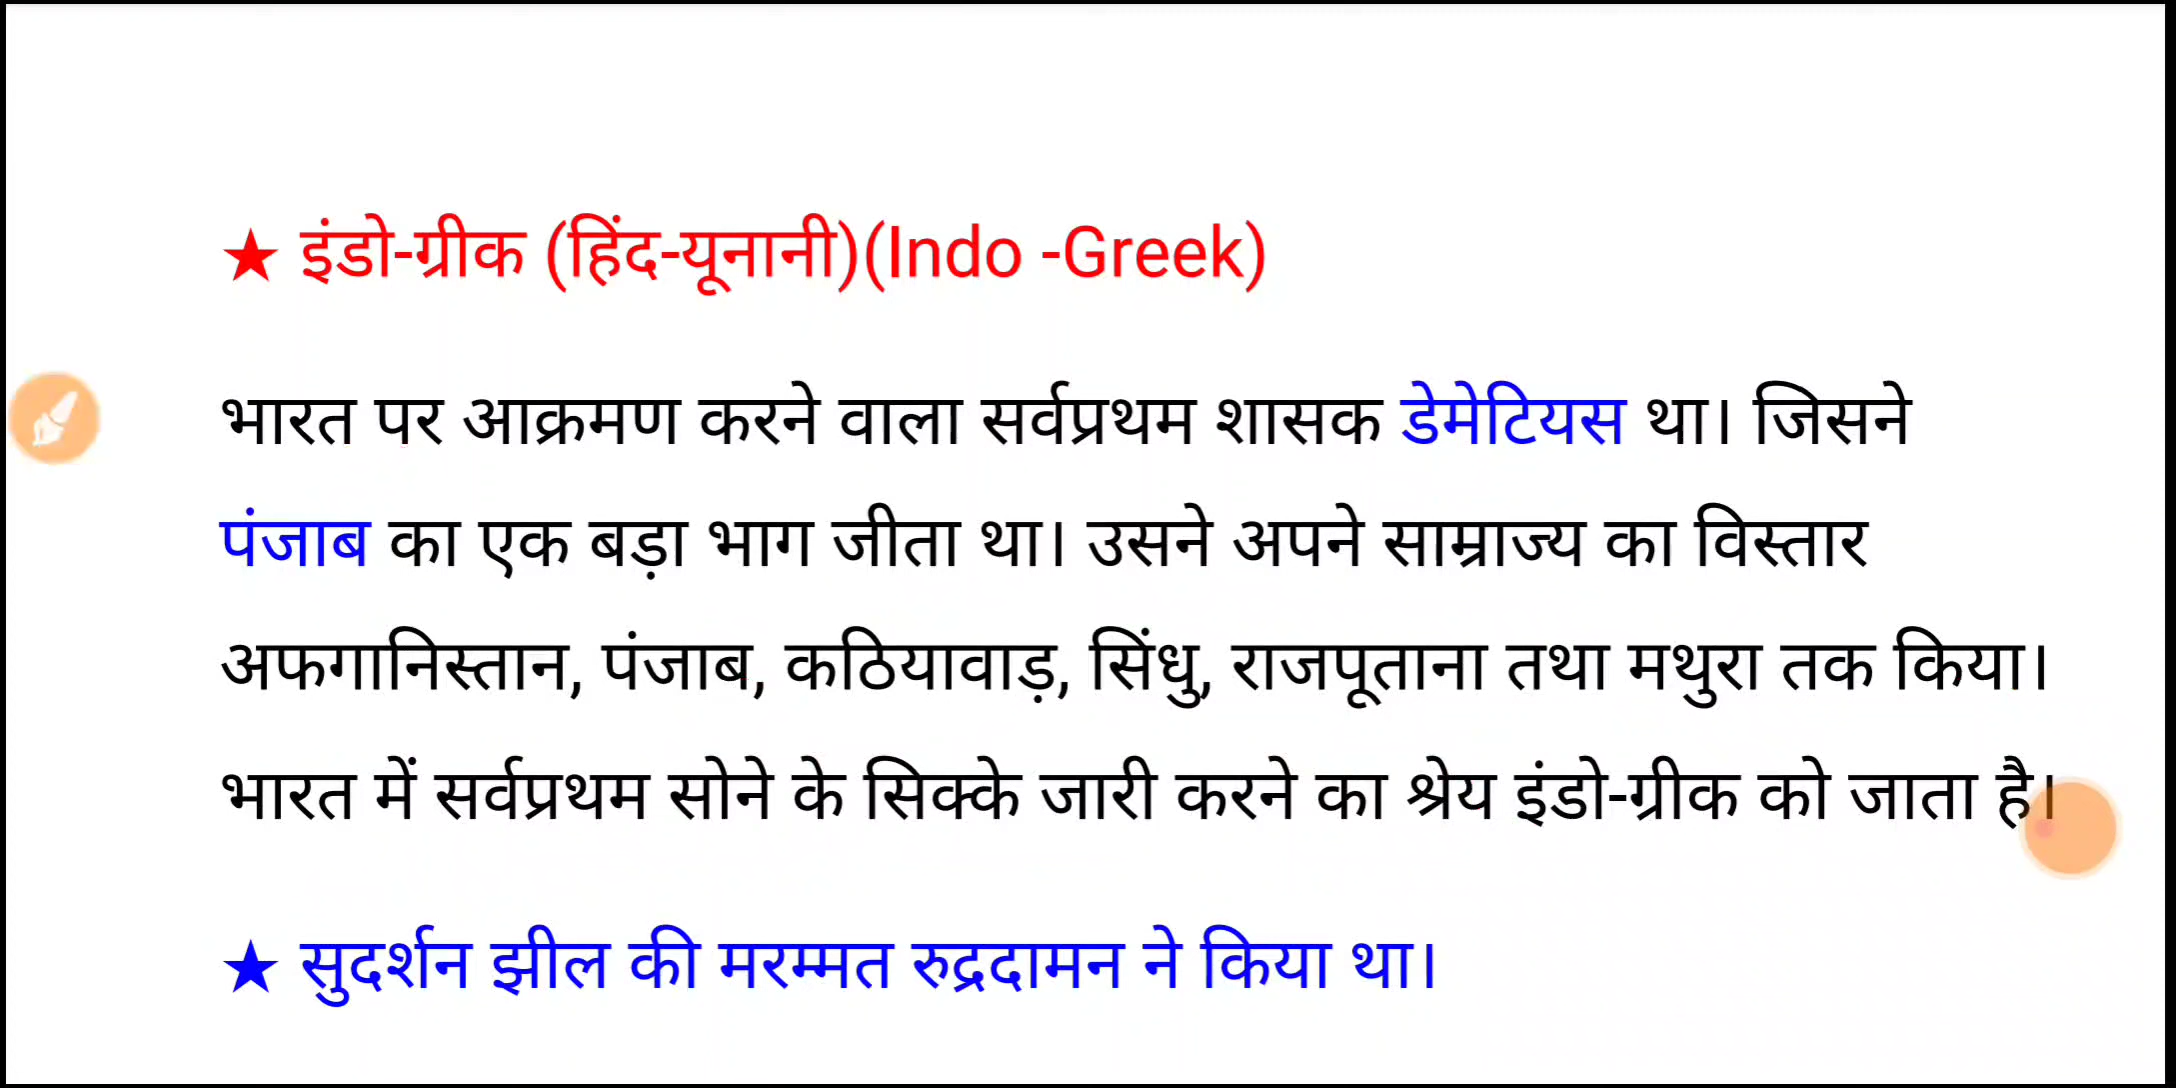 ★ इंडो-ग्रीक (हिंद-यूनानी)(Indo -Greek)
भारत पर आक्रमण करने वाला सर्वप्रथम शासक डेमेटियस था। जिसने
पंजाब का एक बड़ा भाग जीता था। उसने अपने साम्राज्य का विस्तार
अफगानिस्तान, पंजाब, कठियावाड़, सिंधु, राजपूताना तथा मथुरा तक किया।
भारत में सर्वप्रथम सोने के सिक्के जारी करने का श्रेय इंडो-ग्रीक को जाता है।
★ सुदर्शन झील की मरम्मत रुद्रदामन ने किया था।